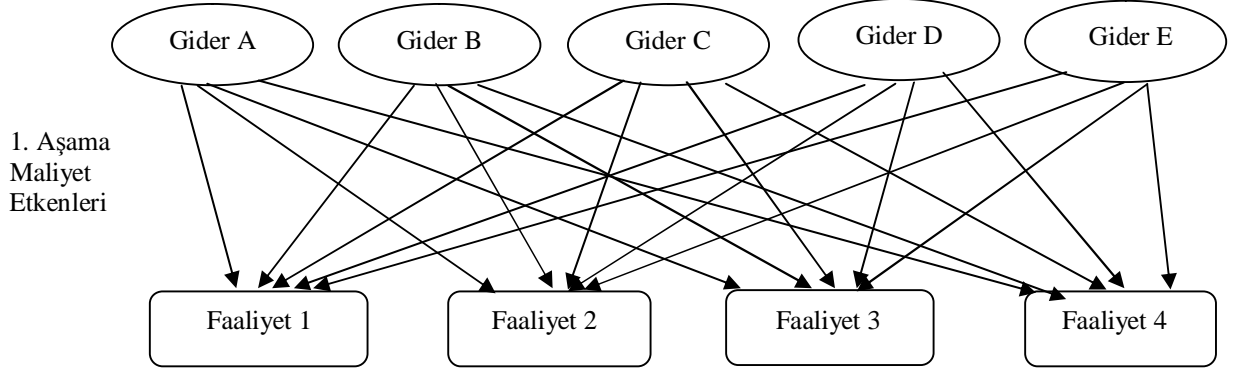 Gider A Gider B Gider C Gider D Gider E
1. Aşama
Maliyet
Etkenleri
Faaliyet 1 Faaliyet 2 Faaliyet 3 Faaliyet 4